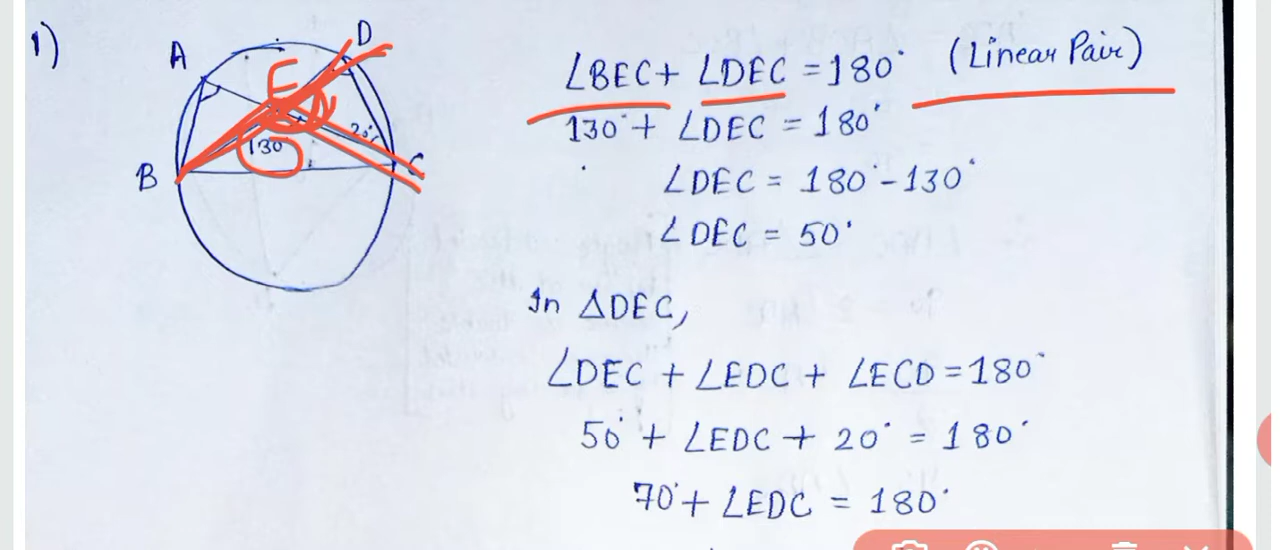 1)
A
D
E
130°
20°
B
C
∠BEC + ∠DEC = 180° (Linear Pair)
130° + ∠DEC = 180°
∠DEC = 180° - 130°
∠DEC = 50°
In △DEC,
∠DEC + ∠EDC + ∠ECD = 180°
50° + ∠EDC + 20° = 180°
70° + ∠EDC = 180°